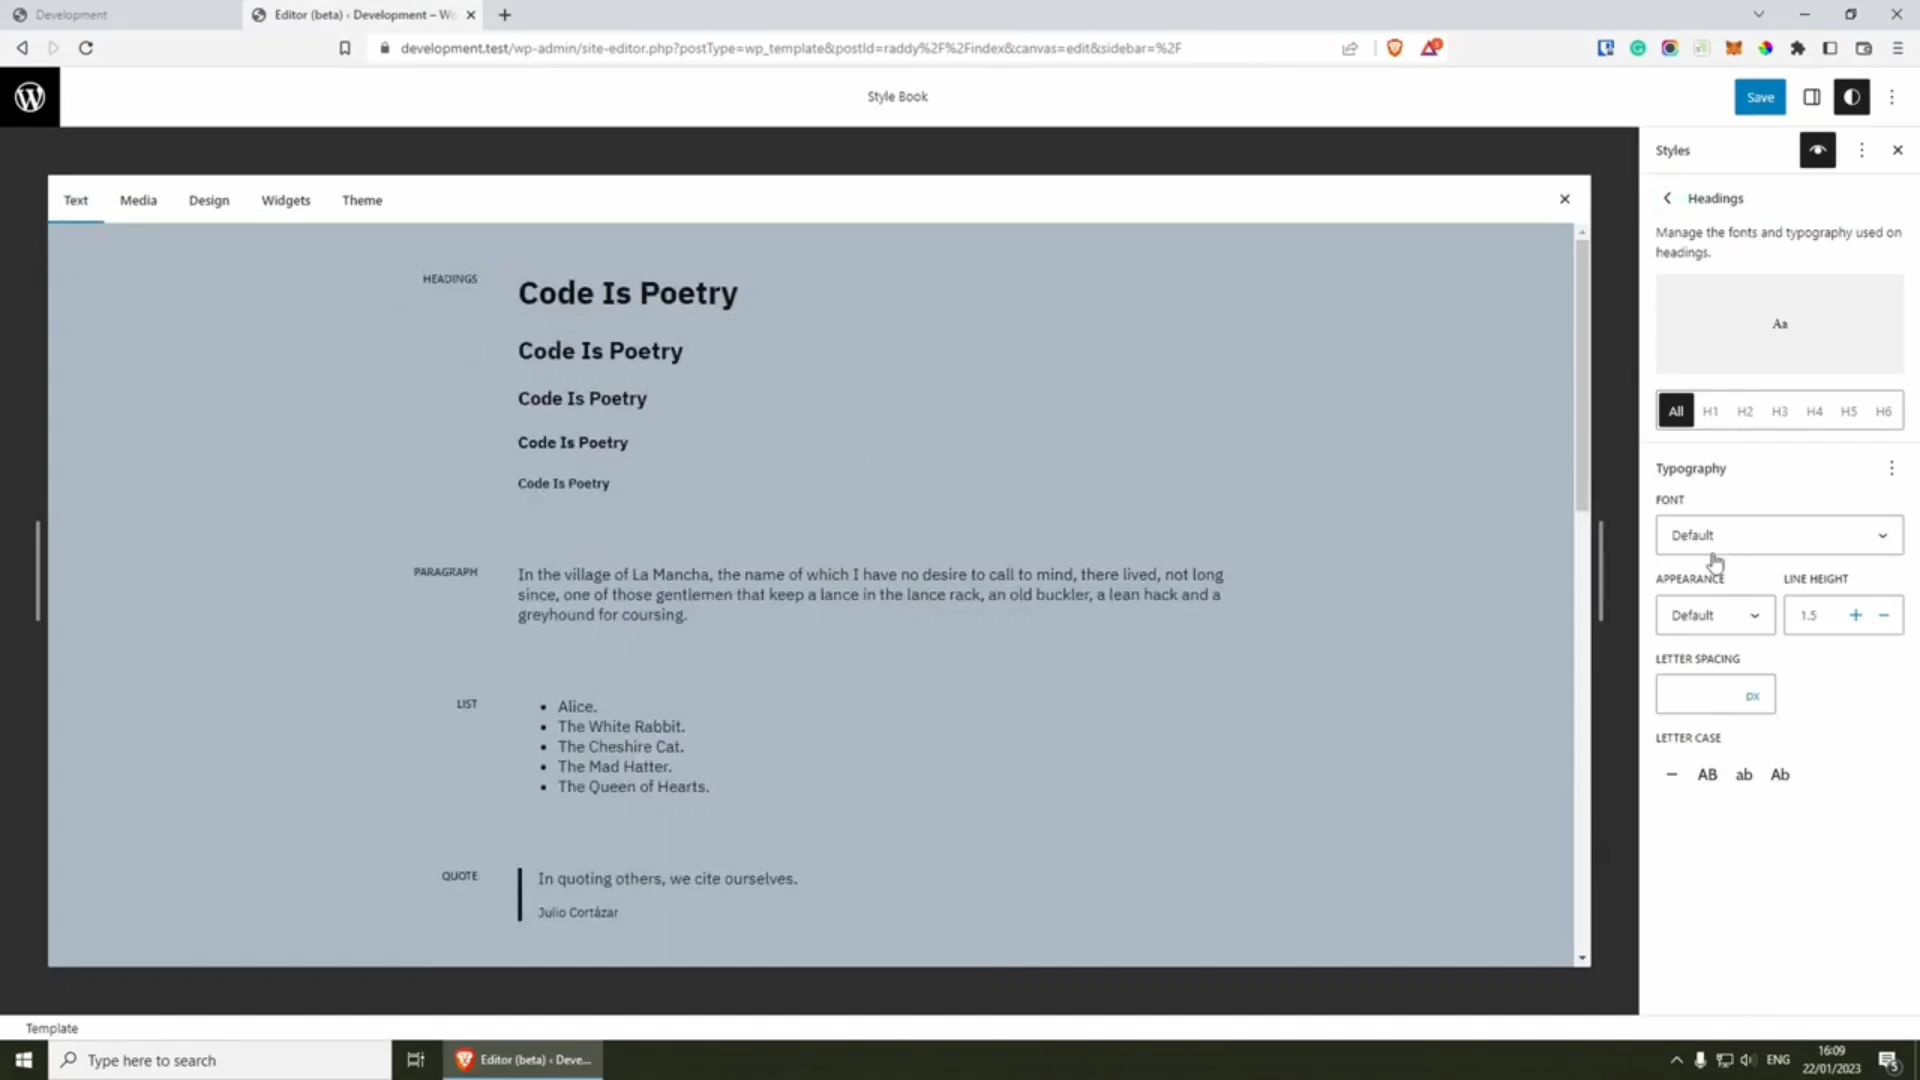 Development
Editor (beta) ‹ Development – Wo
development.test/wp-admin/site-editor.php?postType=wp_template&postId=raddy%2F%2Findex&canvas=edit&sidebar=%2F
Style Book
Save
Styles
Text
Media
Design
Widgets
Theme
Headings
Manage the fonts and typography used on
headings.
Aa
All
H1
H2
H3
H4
H5
H6
Typography
FONT
Default
APPEARANCE
LINE HEIGHT
Default
1.5
LETTER SPACING
px
LETTER CASE
AB
ab
Ab
HEADINGS
Code Is Poetry
Code Is Poetry
Code Is Poetry
Code Is Poetry
Code Is Poetry
PARAGRAPH
In the village of La Mancha, the name of which I have no desire to call to mind, there lived, not long
since, one of those gentlemen that keep a lance in the lance rack, an old buckler, a lean hack and a
greyhound for coursing.
LIST
• Alice.
• The White Rabbit.
• The Cheshire Cat.
• The Mad Hatter.
• The Queen of Hearts.
QUOTE
In quoting others, we cite ourselves.
Julio Cortázar
Template
Type here to search
Editor (beta) ‹ Deve...
ENG
16:09
22/01/2023
5